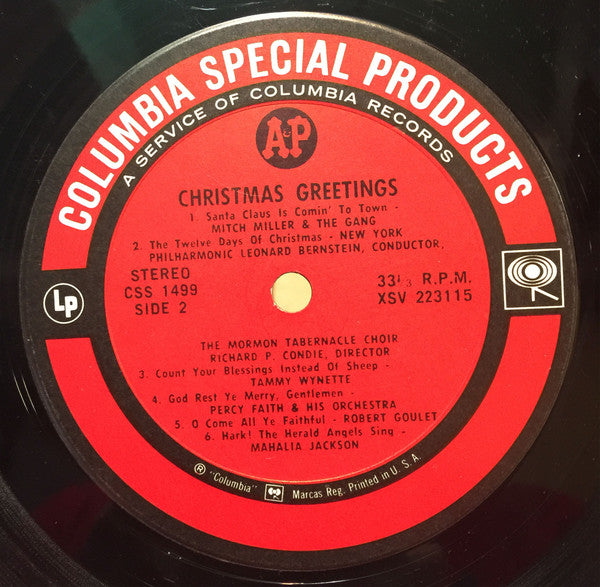 COLUMBIA SPECIAL PRODUCTS
A SERVICE OF COLUMBIA RECORDS
A&P
CHRISTMAS GREETINGS
1. Santa Claus Is Comin' To Town -
MITCH MILLER & THE GANG
2. The Twelve Days Of Christmas - NEW YORK
PHILHARMONIC LEONARD BERNSTEIN, CONDUCTOR,
STEREO
CSS 1499
SIDE 2
33⅓ R.P.M.
XSV 223115
Lp
THE MORMON TABERNACLE CHOIR
RICHARD P. CONDIE, DIRECTOR
3. Count Your Blessings Instead Of Sheep -
TAMMY WYNETTE
4. God Rest Ye Merry, Gentlemen -
PERCY FAITH & HIS ORCHESTRA
5. O Come All Ye Faithful - ROBERT GOULET
6. Hark! The Herald Angels Sing -
MAHALIA JACKSON
® "Columbia" Marcas Reg. Printed in U. S. A.